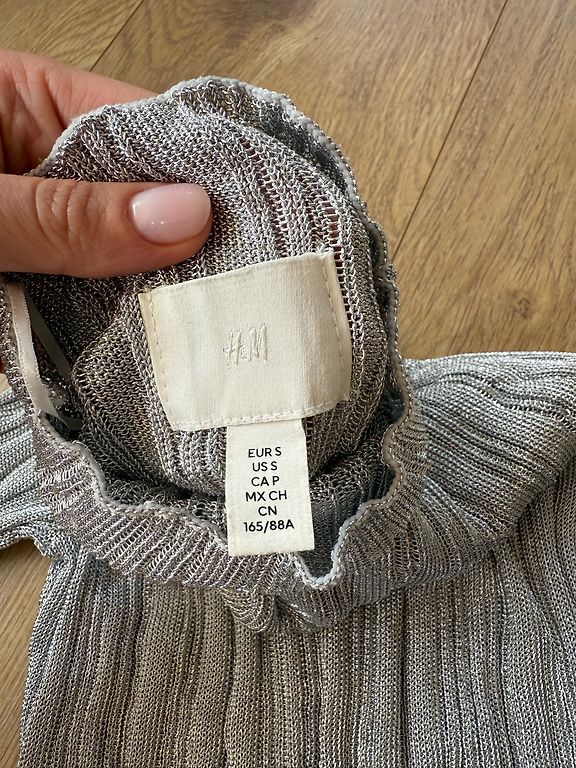 H&M
EUR S
US S
CA P
MX CH
CN
165/88A